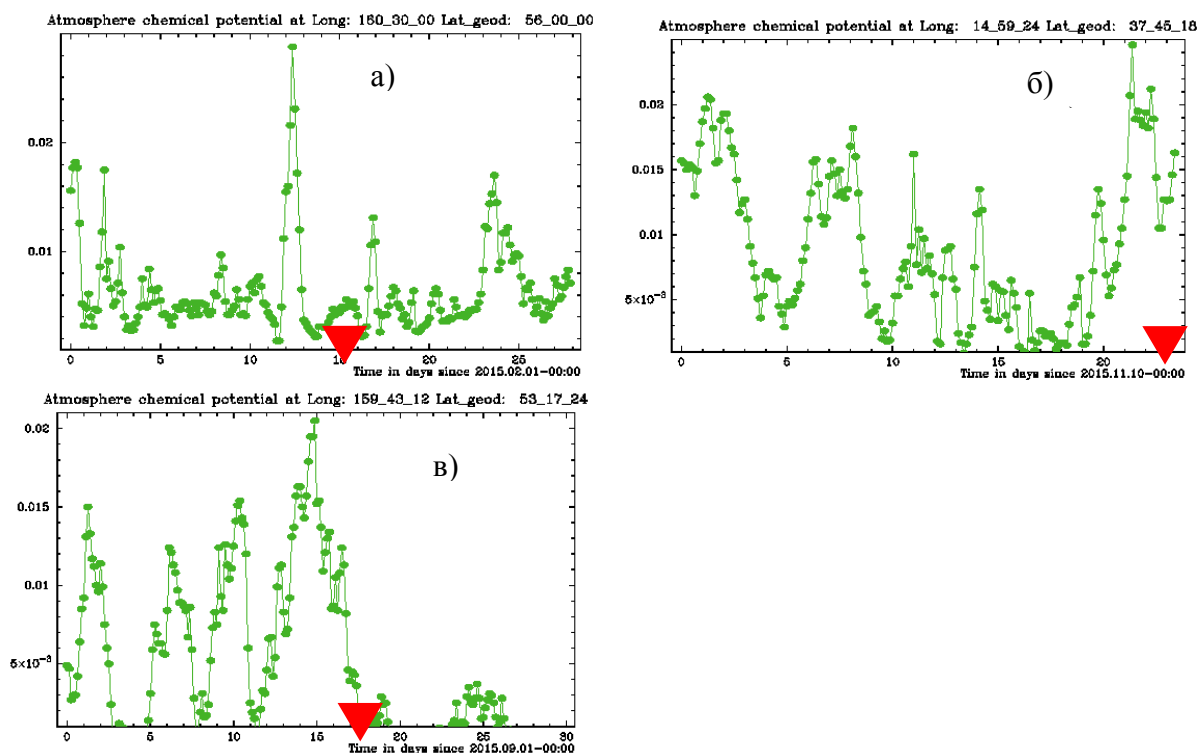 Atmosphere chemical potential at Long: 160_30_00 Lat_geod: 56_00_00
а)
0.02
0.01
0 5 10 15 20 25
Time in days since 2015.02.01-00:00
Atmosphere chemical potential at Long: 14_59_24 Lat_geod: 37_45_18
б)
0.02
0.015
0.01
5×10⁻³
0 5 10 15 20
Time in days since 2015.11.10-00:00
Atmosphere chemical potential at Long: 159_43_12 Lat_geod: 53_17_24
в)
0.02
0.015
0.01
5×10⁻³
0 5 10 15 20 25 30
Time in days since 2015.09.01-00:00